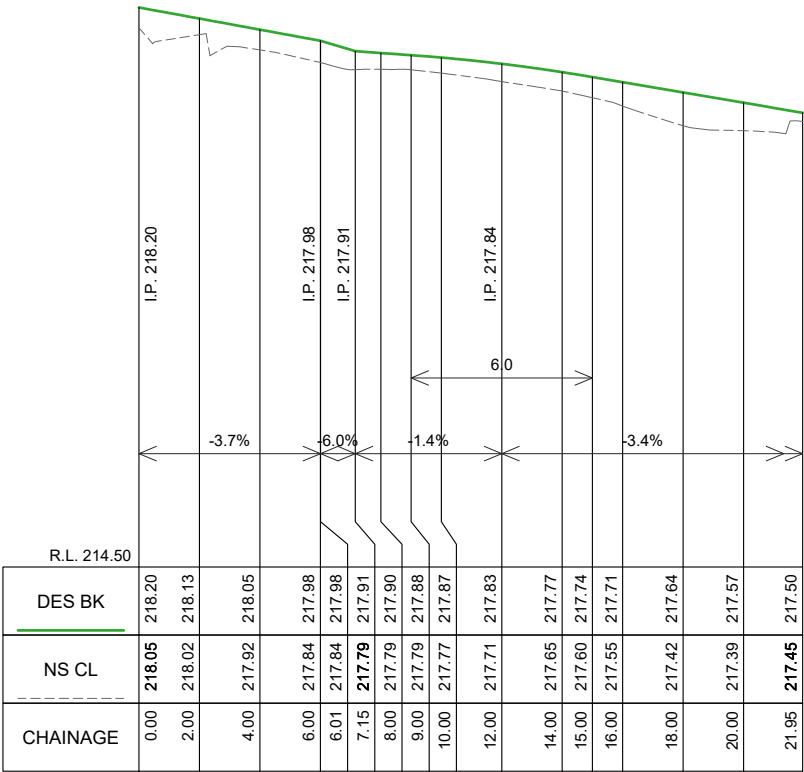 I.P. 218.20
I.P. 217.98
I.P. 217.91
I.P. 217.84
6.0
-3.7% -6.0% -1.4% -3.4%
R.L. 214.50
DES BK 218.20 218.13 218.05 217.98 217.98 217.91 217.90 217.88 217.87 217.83 217.77 217.74 217.71 217.64 217.57 217.50
NS CL 218.05 218.02 217.92 217.84 217.84 217.79 217.79 217.79 217.77 217.71 217.65 217.60 217.55 217.42 217.39 217.45
CHAINAGE 0.00 2.00 4.00 6.00 6.01 7.15 8.00 9.00 10.00 12.00 14.00 15.00 16.00 18.00 20.00 21.95